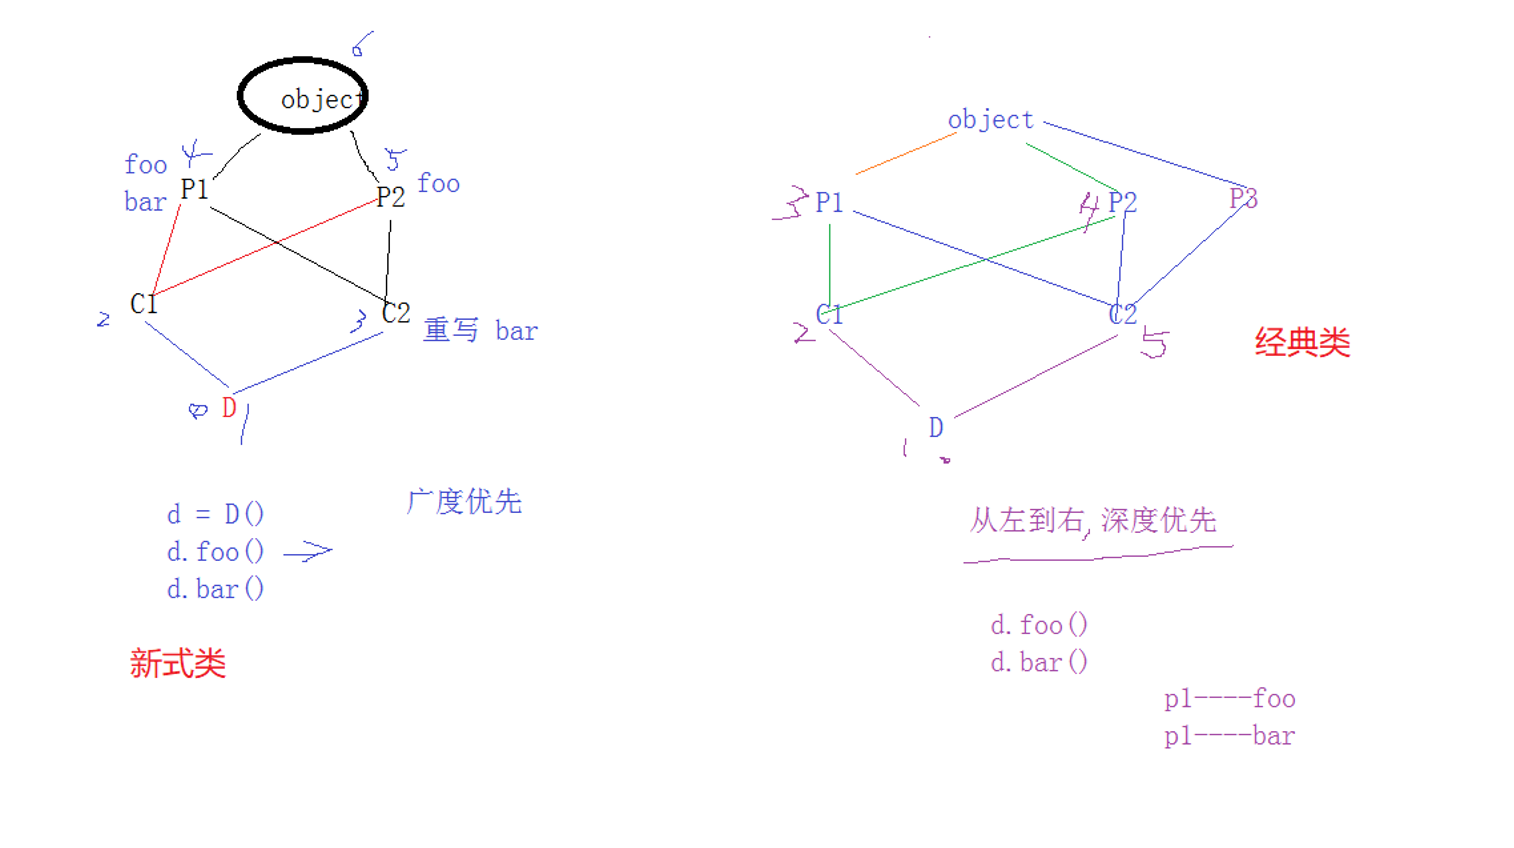 6
object
4
5
foo
bar
P1
P2
foo
C1
2
3
C2
重写 bar
D
1
d = D()
d.foo()
d.bar()
广度优先
新式类
object
3
P1
4
P2
P3
C1
2
C2
5
经典类
D
1
从左到右,深度优先
d.foo()
d.bar()
p1----foo
p1----bar